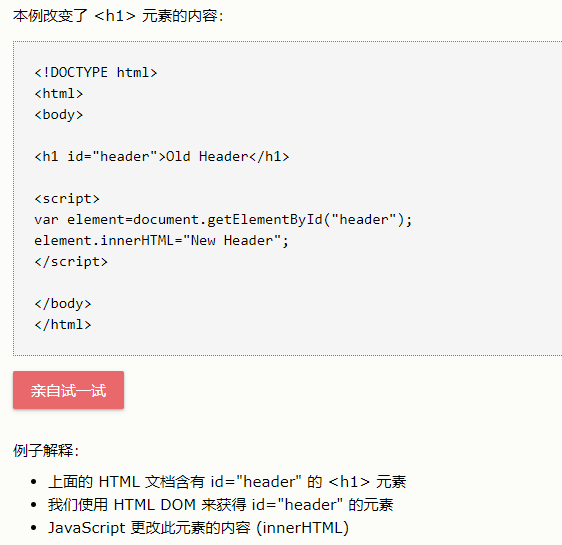 本例改变了 <h1> 元素的内容：
<!DOCTYPE html>
<html>
<body>
<h1 id="header">Old Header</h1>
<script>
var element=document.getElementById("header");
element.innerHTML="New Header";
</script>
</body>
</html>
亲自试一试
例子解释：
• 上面的 HTML 文档含有 id="header" 的 <h1> 元素
• 我们使用 HTML DOM 来获得 id="header" 的元素
• JavaScript 更改此元素的内容 (innerHTML)